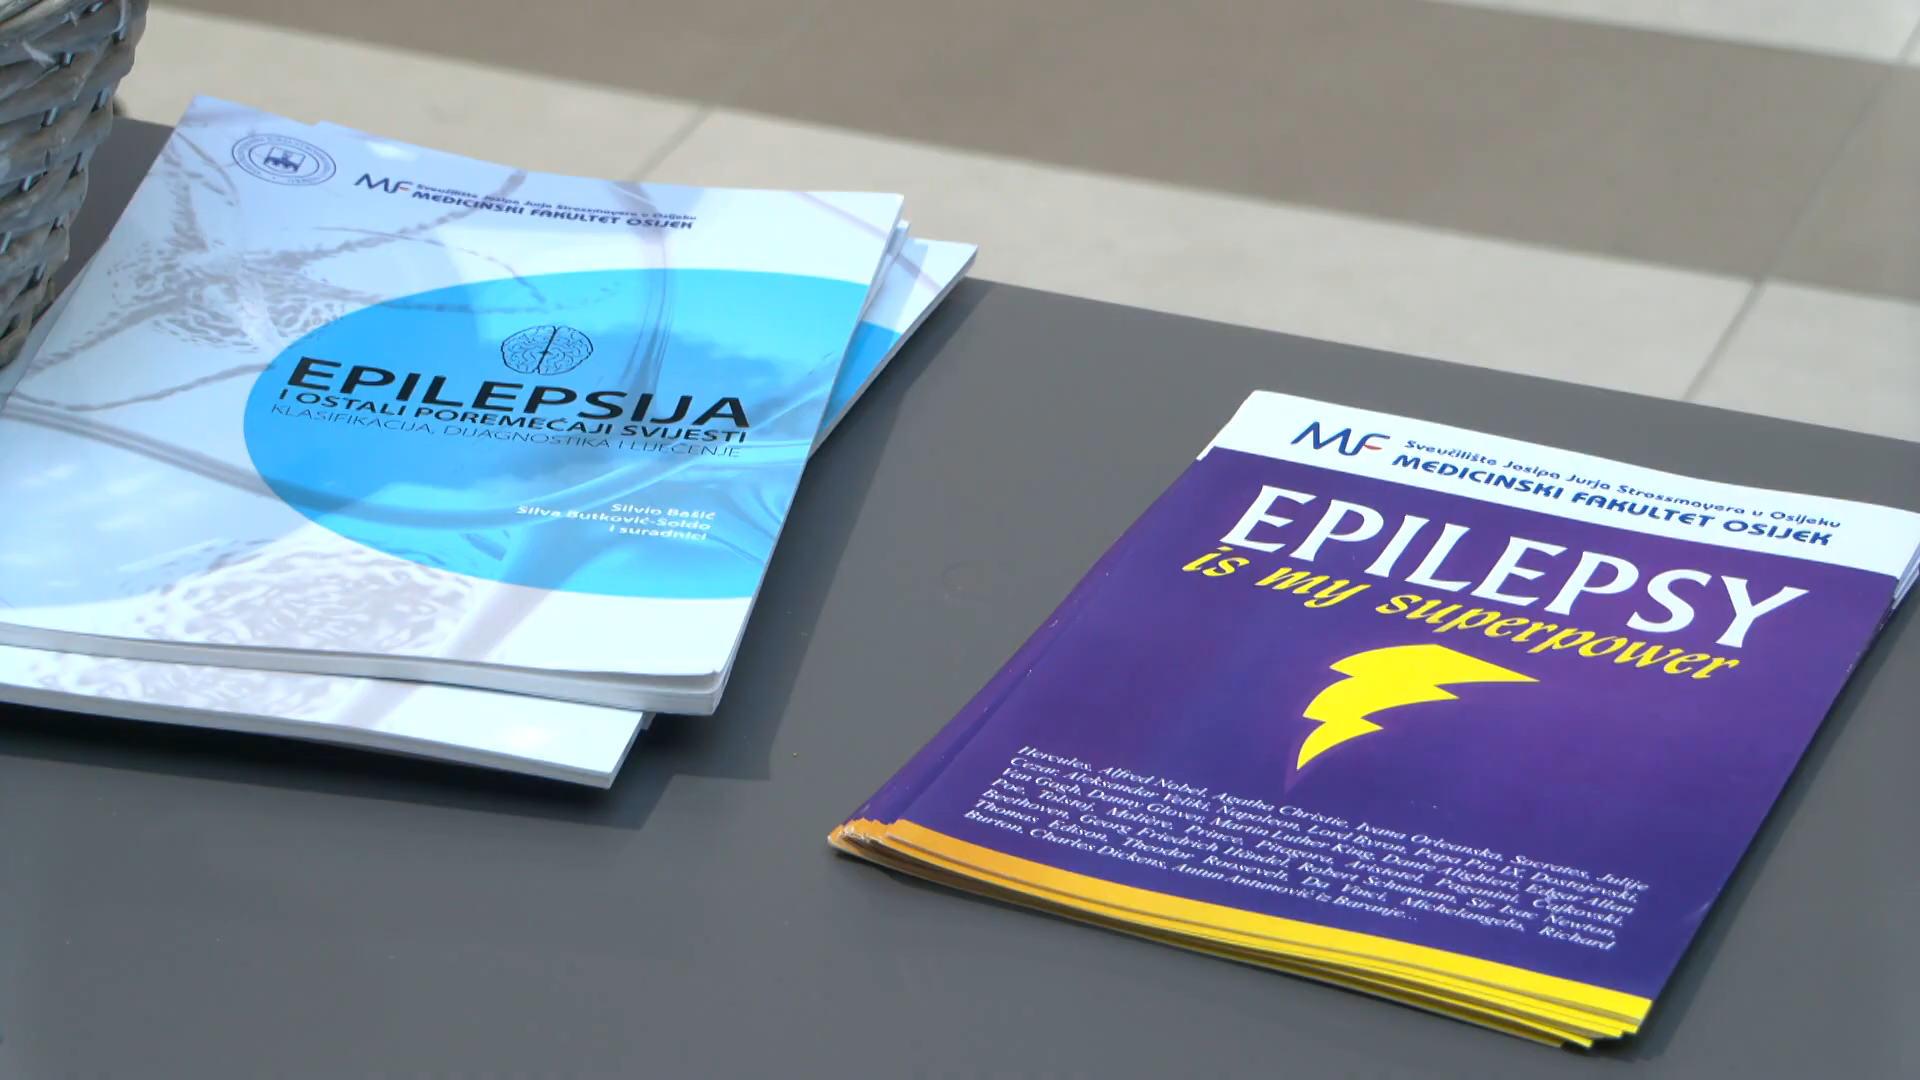 MF Sveučilište Josipa Jurja Strossmayera u Osijeku
MEDICINSKI FAKULTET OSIJEK
EPILEPSIJA
I OSTALI POREMEĆAJI SVIJESTI
KLASIFIKACIJA, DIJAGNOSTIKA I LIJEČENJE
Silvio Bašić
Silva Butković-Soldo
i suradnici
MF Sveučilište Josipa Jurja Strossmayera u Osijeku
MEDICINSKI FAKULTET OSIJEK
EPILEPSY
is my superpower
Hercules, Alfred Nobel, Agatha Christie, Ivana Orleanska, Socrates, Julije
Cezar, Aleksandar Veliki, Napoleon, Lord Byron, Papa Pio IX, Dostojevski,
Van Gogh, Danny Glover, Martin Luther King, Dante Alighieri, Edgar Allan
Poe, Tolstoj, Molière, Prince, Pitagora, Aristotel, Paganini, Čajkovski,
Beethoven, Georg Friedrich Händel, Robert Schumann, Sir Isac Newton,
Thomas Edison, Theodor Roosevelt, Da Vinci, Michelangelo, Richard
Burton, Charles Dickens, Antun Antunović iz Baranje...